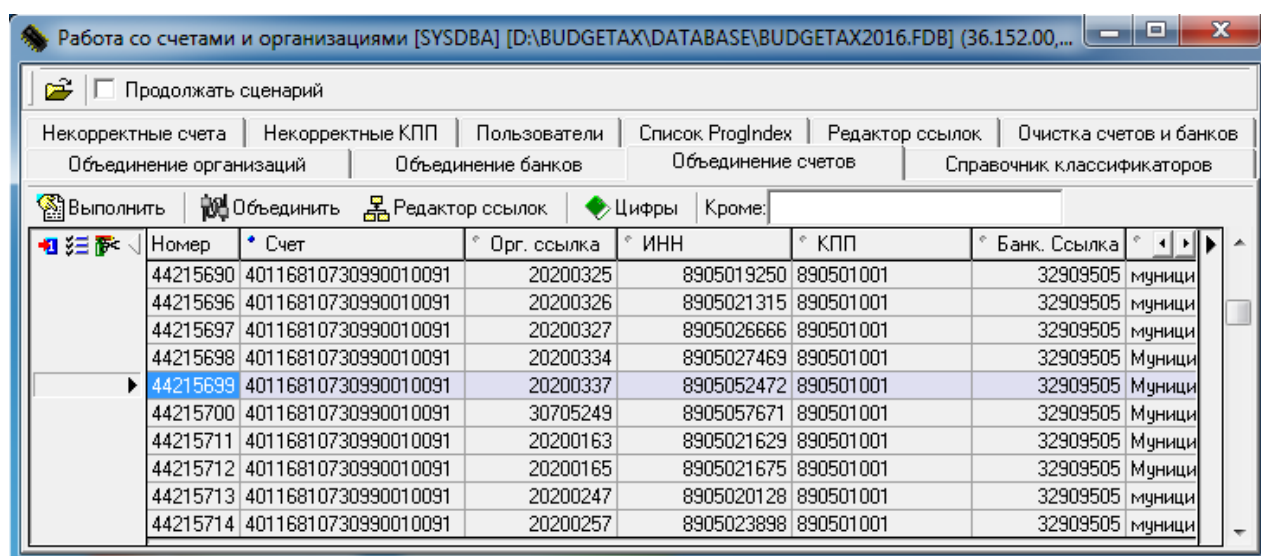 Работа со счетами и организациями [SYSDBA] [D:\BUDGETAX\DATABASE\BUDGETAX2016.FDB] (36.152.00,...
Продолжать сценарий
Некорректные счета Некорректные КПП Пользователи Список ProgIndex Редактор ссылок Очистка счетов и банков
Объединение организаций Объединение банков Объединение счетов Справочник классификаторов
Выполнить Объединить Редактор ссылок Цифры Кроме:
Номер Счет Орг. ссылка ИНН КПП Банк. Ссылка
44215690 40116810730990010091 20200325 8905019250 890501001 32909505 муници
44215696 40116810730990010091 20200326 8905021315 890501001 32909505 муници
44215697 40116810730990010091 20200327 8905026666 890501001 32909505 муници
44215698 40116810730990010091 20200334 8905027469 890501001 32909505 Муници
44215699 40116810730990010091 20200337 8905052472 890501001 32909505 Муници
44215700 40116810730990010091 30705249 8905057671 890501001 32909505 Муници
44215711 40116810730990010091 20200163 8905021629 890501001 32909505 Муници
44215712 40116810730990010091 20200165 8905021675 890501001 32909505 Муници
44215713 40116810730990010091 20200247 8905020128 890501001 32909505 муници
44215714 40116810730990010091 20200257 8905023898 890501001 32909505 муници